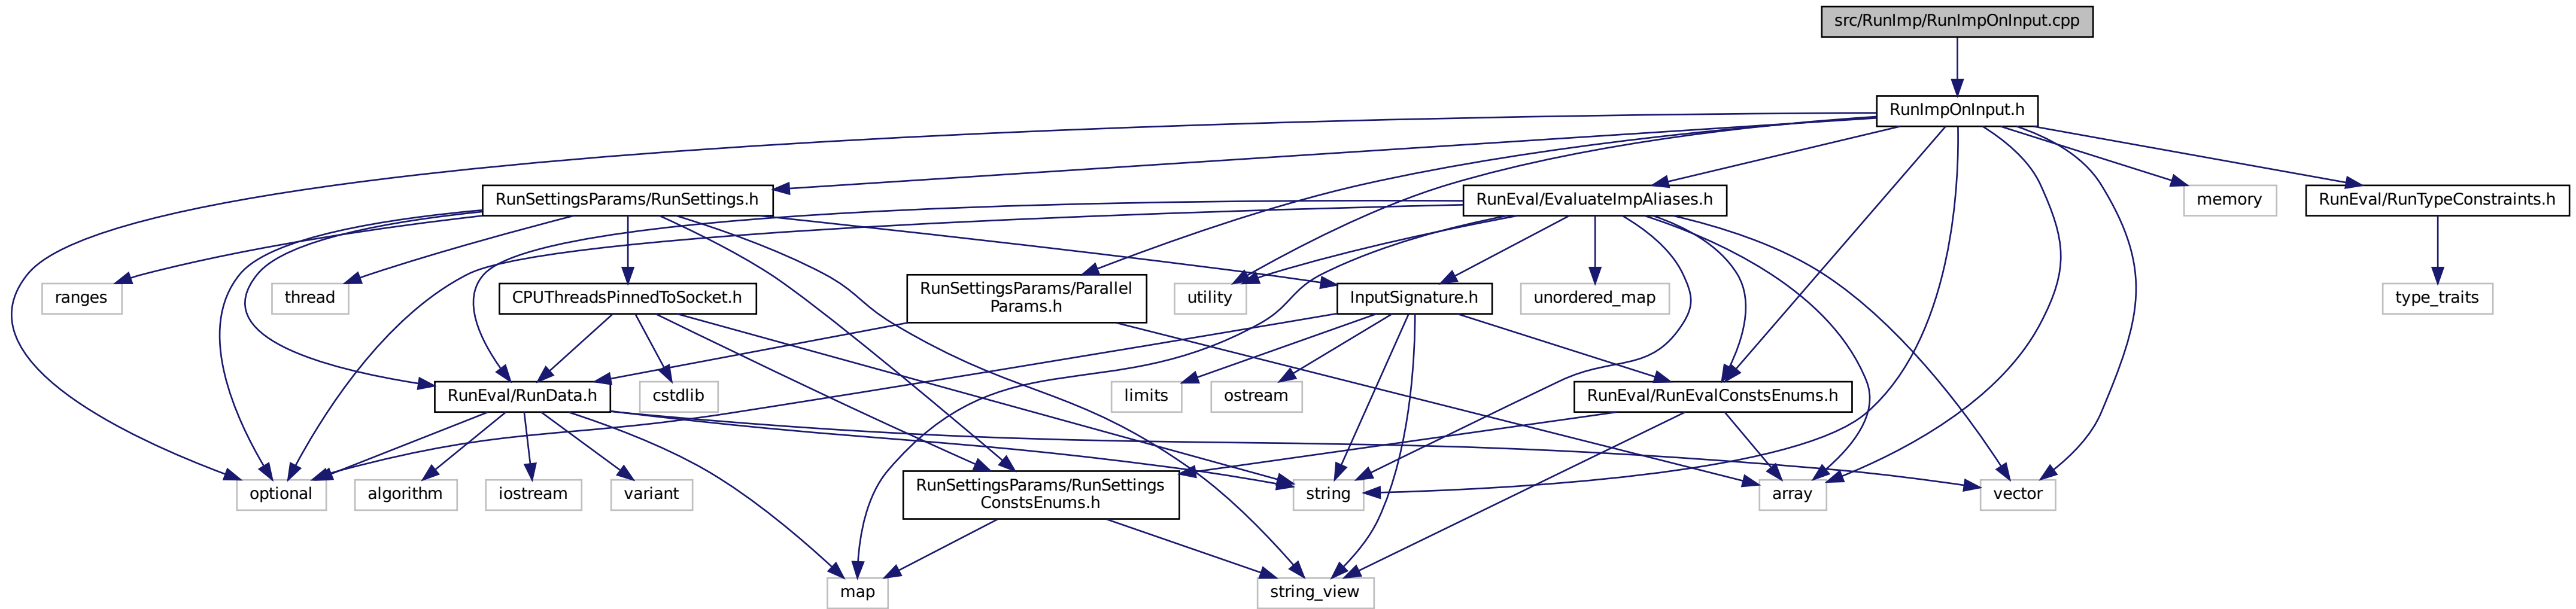 src/RunImp/RunImpOnInput.cpp
RunImpOnInput.h
RunSettingsParams/RunSettings.h
RunEval/EvaluateImpAliases.h
memory
RunEval/RunTypeConstraints.h
ranges
thread
CPUThreadsPinnedToSocket.h
RunSettingsParams/Parallel
Params.h
utility
InputSignature.h
unordered_map
type_traits
RunEval/RunData.h
cstdlib
limits
ostream
RunEval/RunEvalConstsEnums.h
optional
algorithm
iostream
variant
RunSettingsParams/RunSettings
ConstsEnums.h
string
array
vector
map
string_view